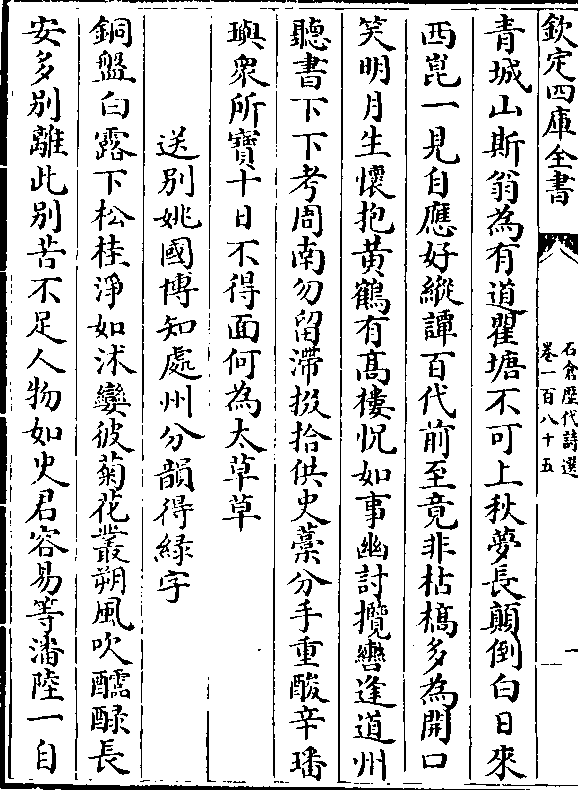 欽定四庫全書
石倉歷代詩選
卷一百八十五
一
青城山斯翁為有道瞿塘不可上秋夢長顛倒白日來
西崑一見自應好縱譚百代前至竟非枯槁多為開口
笑明月生懷抱黃鶴有高棲怳如事幽討攬轡逢道州
聽書下下考周南勿留滯掇拾供史藁分手重酸辛璠
璵衆所寶十日不得面何為太草草
送别姚國博知處州分韻得緑字
銅盤白露下松桂淨如沐孌彼菊花叢朔風吹醽醁長
安多别離此别苦不足人物如史君容易等潘陸一自